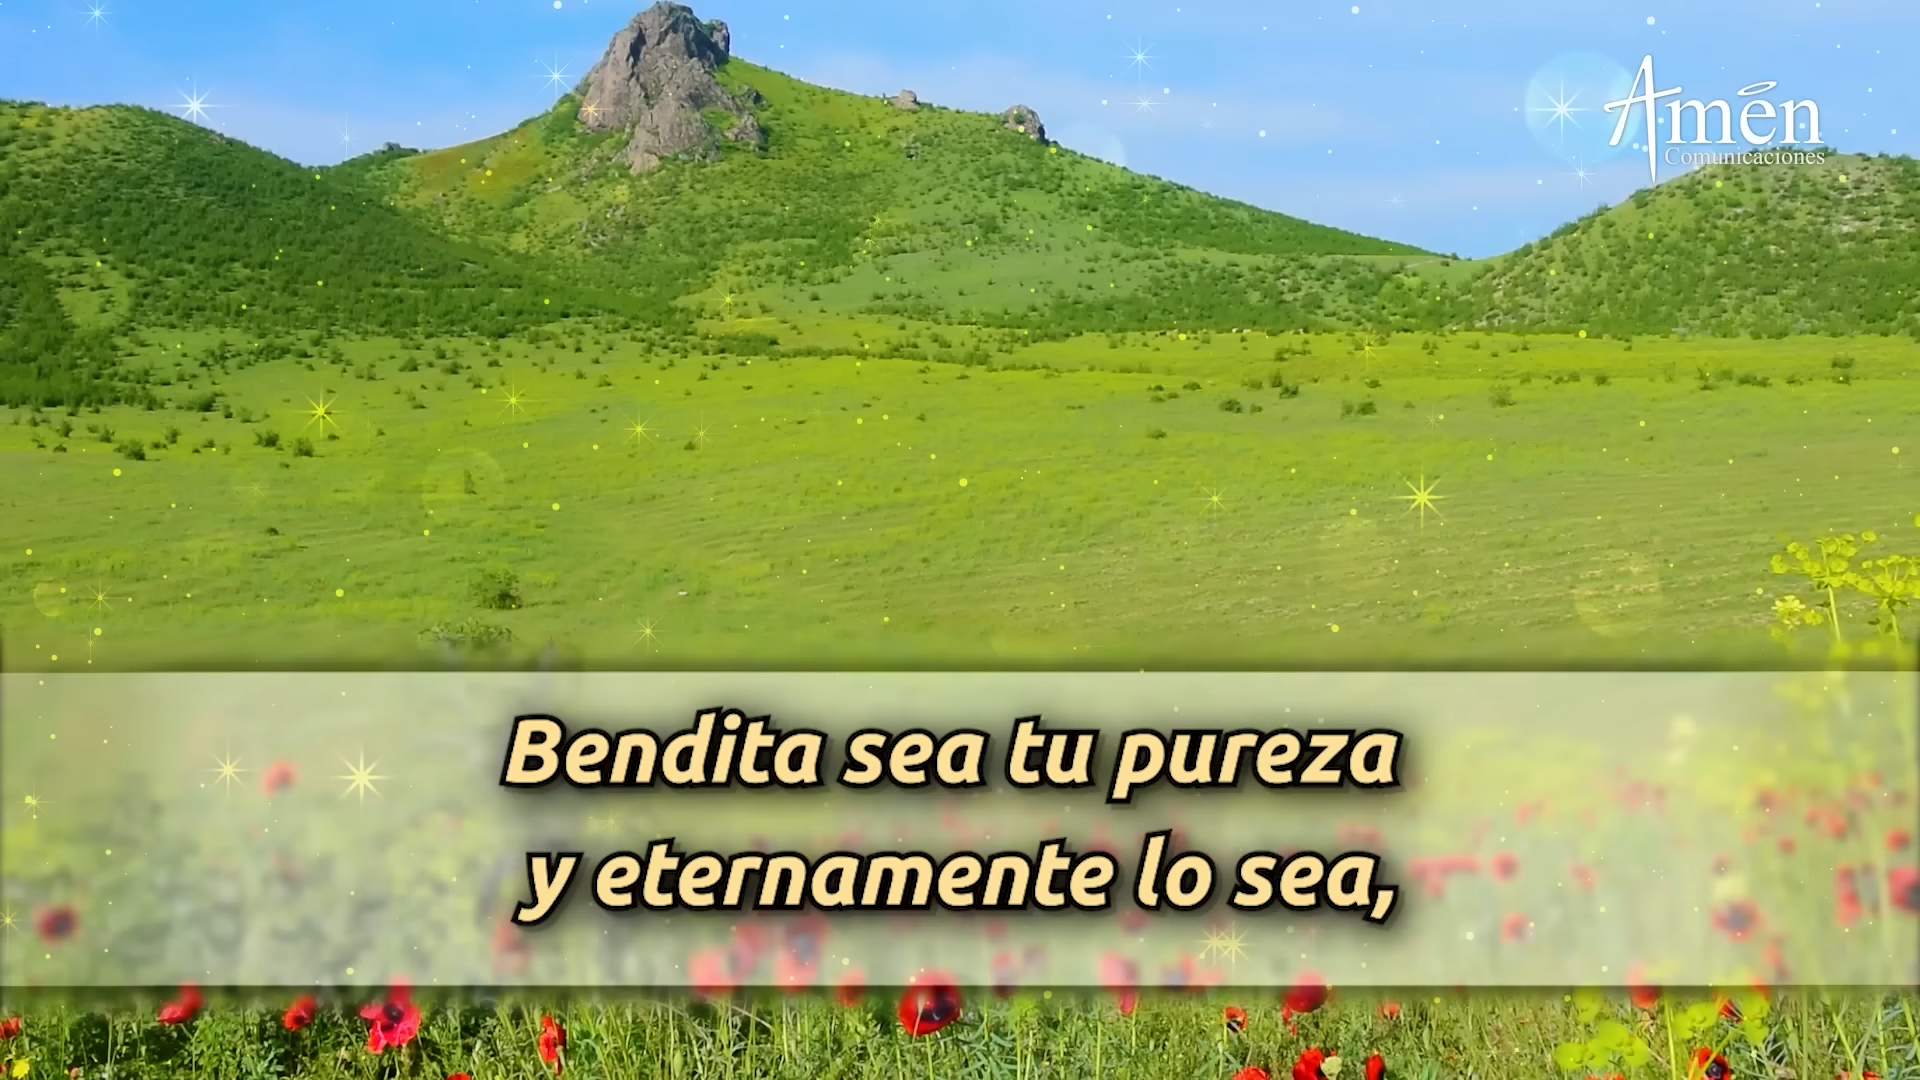 Amén
Comunicaciones
Bendita sea tu pureza
y eternamente lo sea,